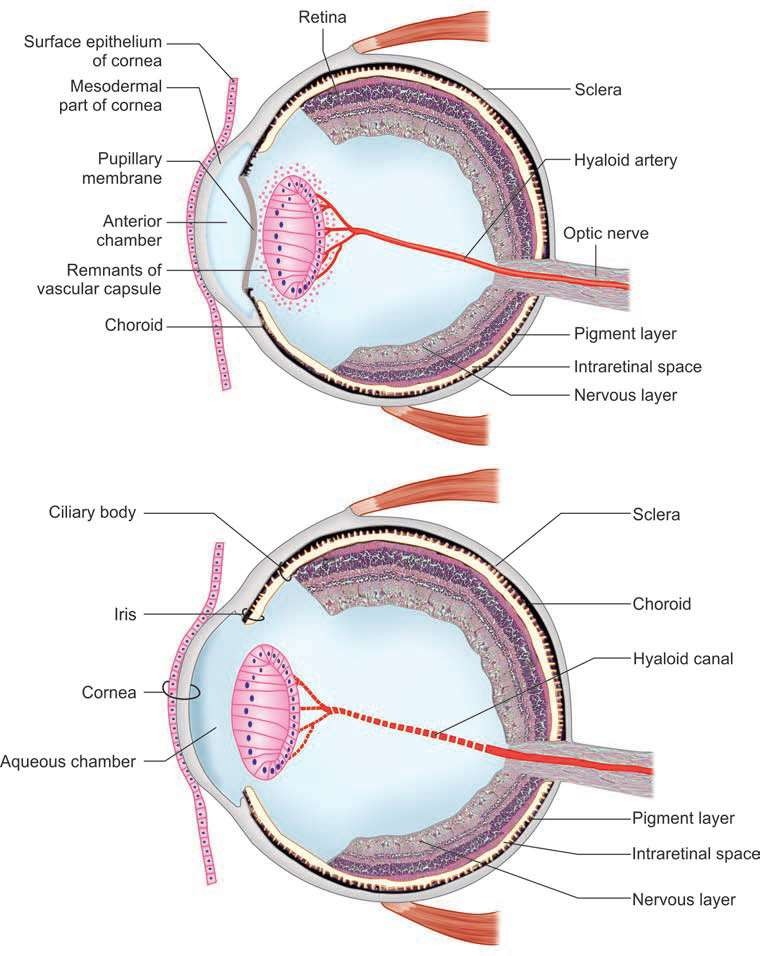 Retina
Surface epithelium
of cornea
Mesodermal
part of cornea
Sclera
Pupillary
membrane
Hyaloid artery
Anterior
chamber
Optic nerve
Remnants of
vascular capsule
Choroid
Pigment layer
Intraretinal space
Nervous layer
Ciliary body
Sclera
Iris
Choroid
Hyaloid canal
Cornea
Aqueous chamber
Pigment layer
Intraretinal space
Nervous layer